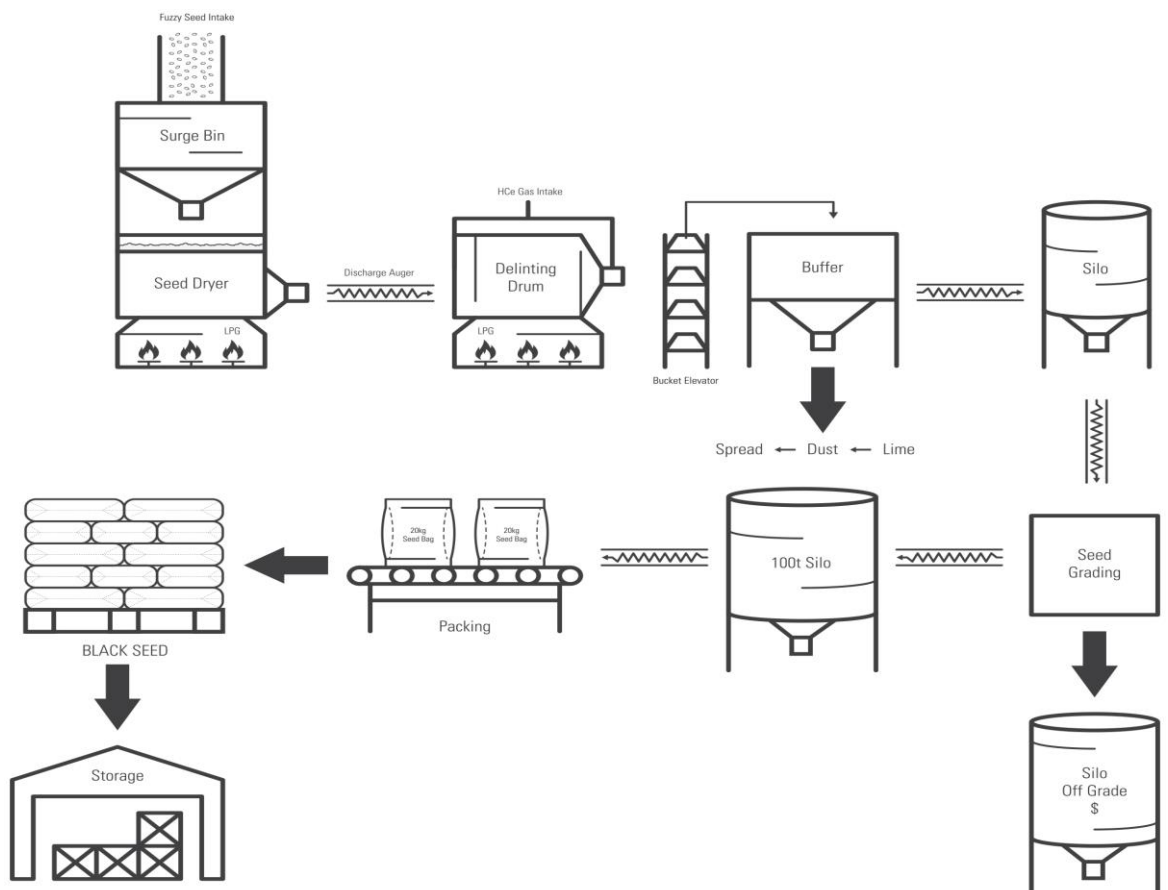 Fuzzy Seed Intake
Surge Bin
Seed Dryer
LPG
Discharge Auger
HCe Gas Intake
Delinting
Drum
LPG
Bucket Elevator
Buffer
Silo
Spread
Dust
Lime
Seed
Grading
100t Silo
20kg
Seed Bag
20kg
Seed Bag
Packing
BLACK SEED
Storage
Silo
Off Grade
$